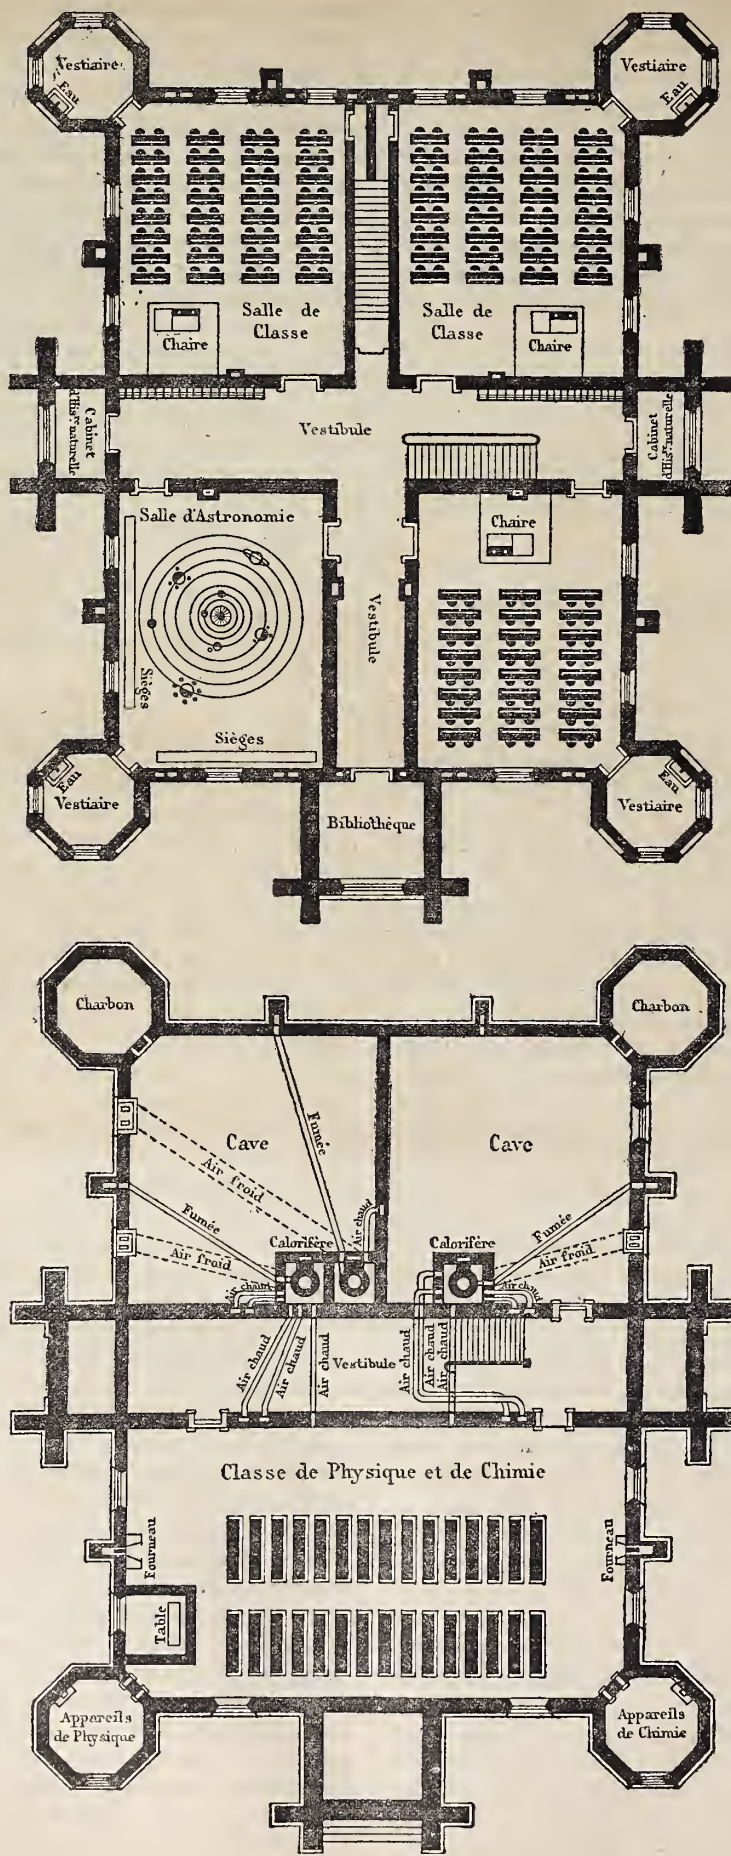 Vestiaire
Eau
Vestiaire
Eau
Salle de
Classe
Chaire
Salle de
Classe
Chaire
Cabinet
d'His.re naturelle
Vestibule
Cabinet
d'His.re naturelle
Salle d'Astronomie
Chaire
Vestibule
Sièges
Sièges
Eau
Vestiaire
Eau
Vestiaire
Bibliothèque
Charbon
Charbon
Cave
Fumée
Cave
Air froid
Fumée
Air froid
Calorifère
Air chaud
Air chaud
Calorifère
Fumée
Air froid
Air chaud
Air chaud
Air chaud
Air chaud
Vestibule
Air chaud
Air chaud
Air chaud
Classe de Physique et de Chimie
Fourneau
Fourneau
Table
Appareils
de Physique
Appareils
de Chimie